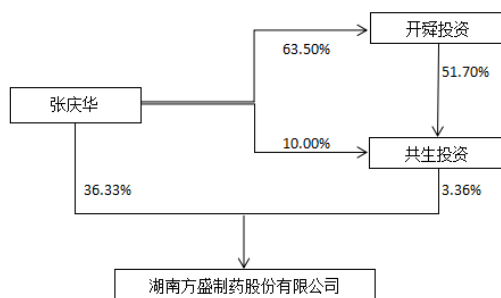 开舜投资
63.50%
51.70%
张庆华
10.00%
共生投资
36.33%
3.36%
湖南方盛制药股份有限公司